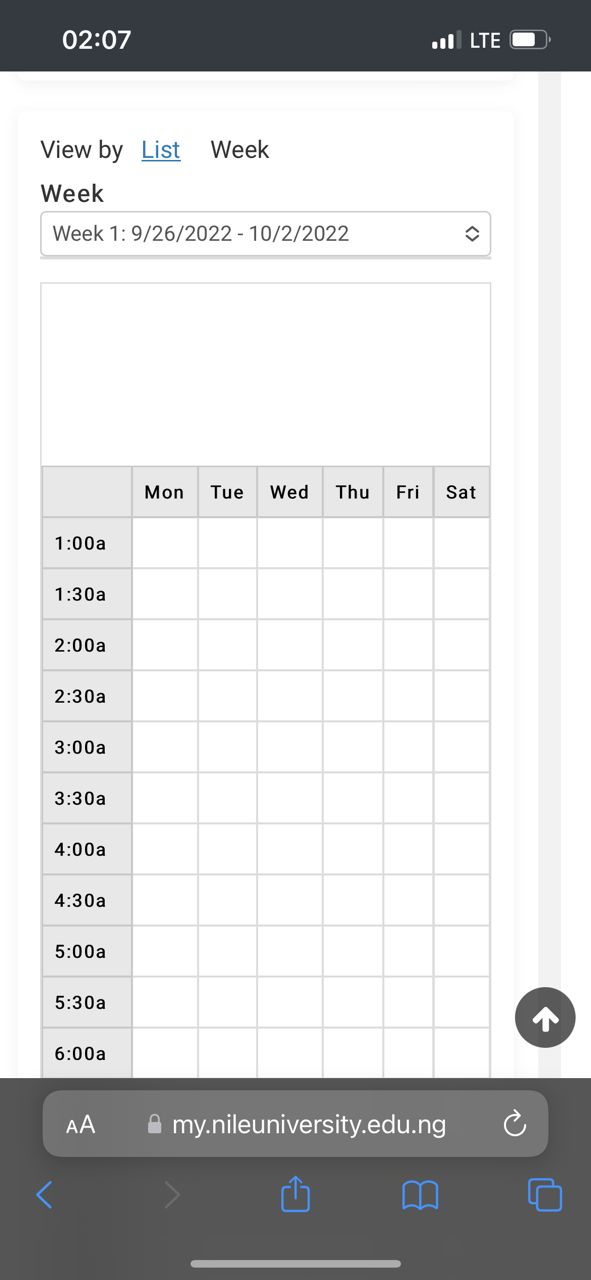 02:07 LTE
View by List Week
Week
Week 1: 9/26/2022 - 10/2/2022
Mon Tue Wed Thu Fri Sat
1:00a
1:30a
2:00a
2:30a
3:00a
3:30a
4:00a
4:30a
5:00a
5:30a
6:00a
AA my.nileuniversity.edu.ng